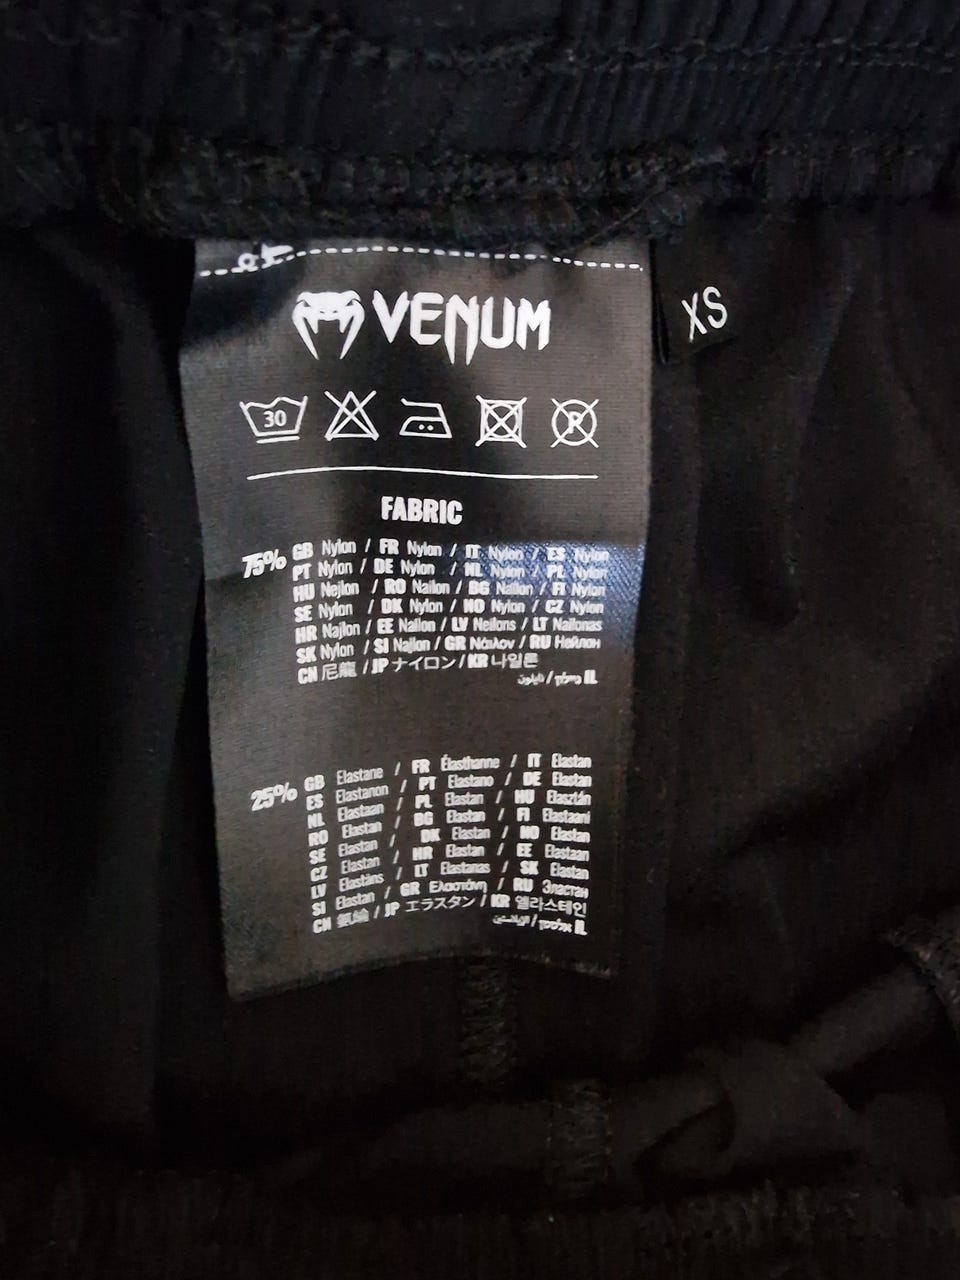 VENUM
XS
30
P
FABRIC
75% GB Nylon / FR Nylon / IT Nylon / ES Nylon
PT Nylon / DE Nylon / NL Nylon / PL Nylon
HU Nejlon / RO Nailon / BG Nailon / FI Nylon
SE Nylon / DK Nylon / NO Nylon / CZ Nylon
HR Najlon / EE Nailon / LV Neilons / LT Nailonas
SK Nylon / SI Najlon / GR Νάιλον / RU Нейлон
CN 尼龍 / JP ナイロン / KR 나일론
IL ניילון / نايلون
25% GB Elastane / FR Élasthanne / IT Elastan
ES Elastanon / PT Elastano / DE Elastan
NL Elastaan / PL Elastan / HU Elasztán
RO Elastan / BG Elastan / FI Elastaani
SE Elastan / DK Elastan / NO Elastan
CZ Elastan / HR Elastan / EE Elastaan
LV Elastāns / LT Elastanas / SK Elastan
SI Elastan / GR Ελαστάνη / RU Эластан
CN 氨綸 / JP エラスタン / KR 엘라스테인
IL אלסטן /